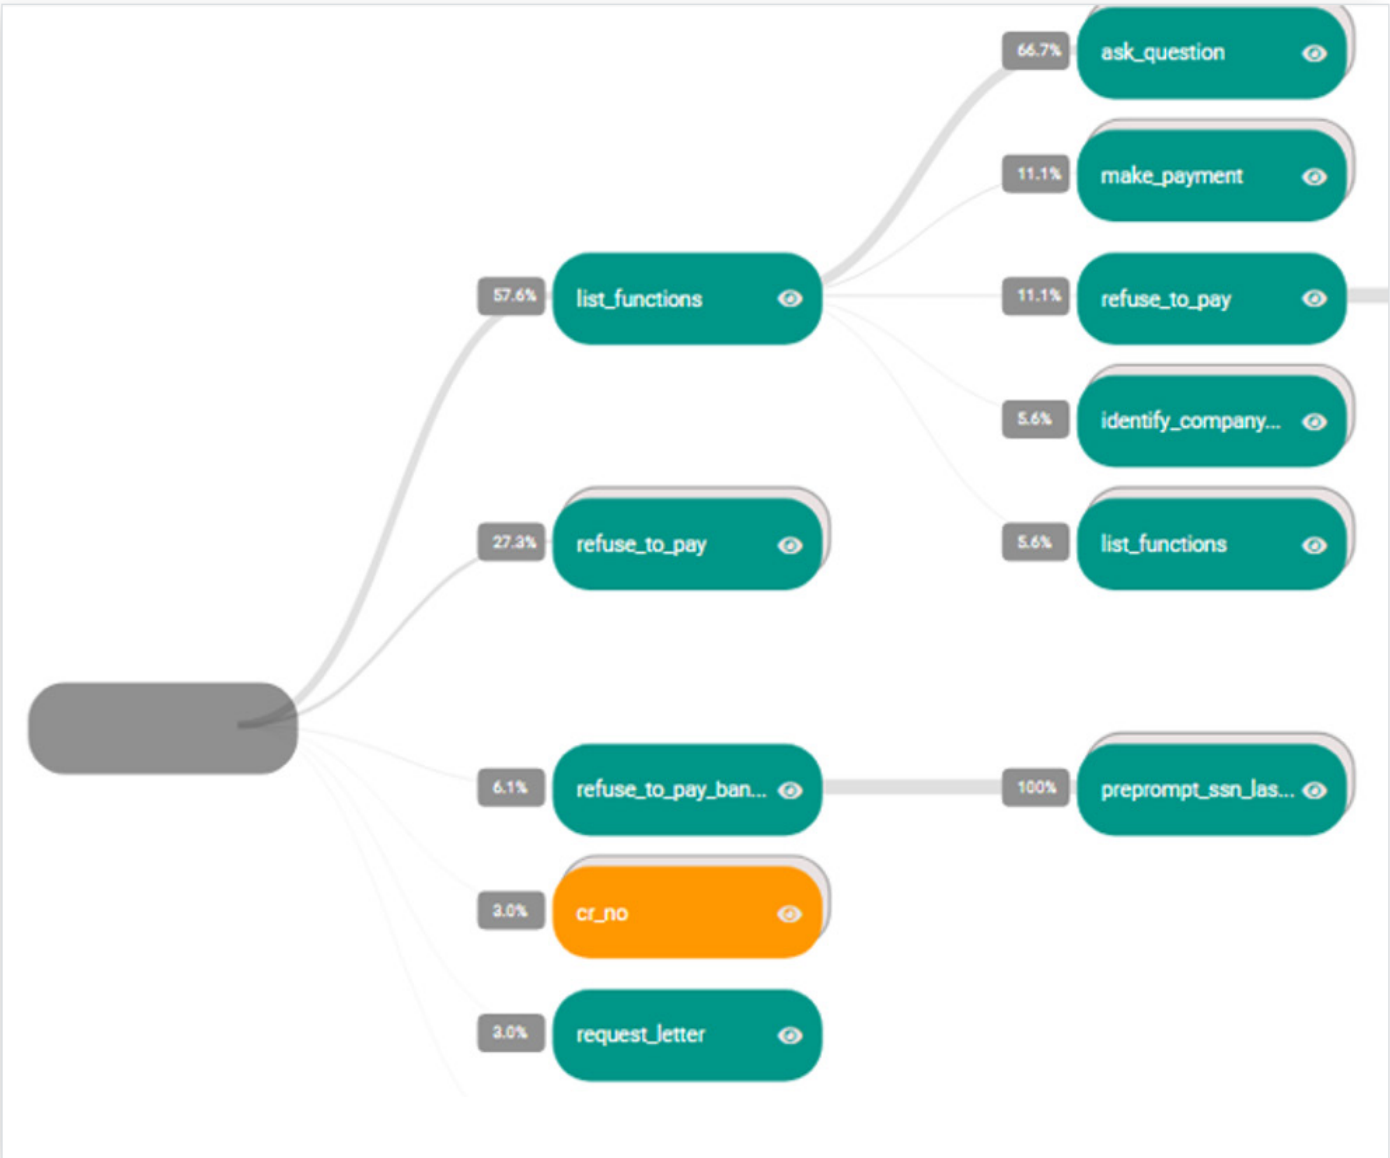 66.7% ask_question
11.1% make_payment
57.6% list_functions
11.1% refuse_to_pay
5.6% identify_company...
27.3% refuse_to_pay
5.6% list_functions
6.1% refuse_to_pay_ban...
100% preprompt_ssn_las...
3.0% cr_no
3.0% request_letter